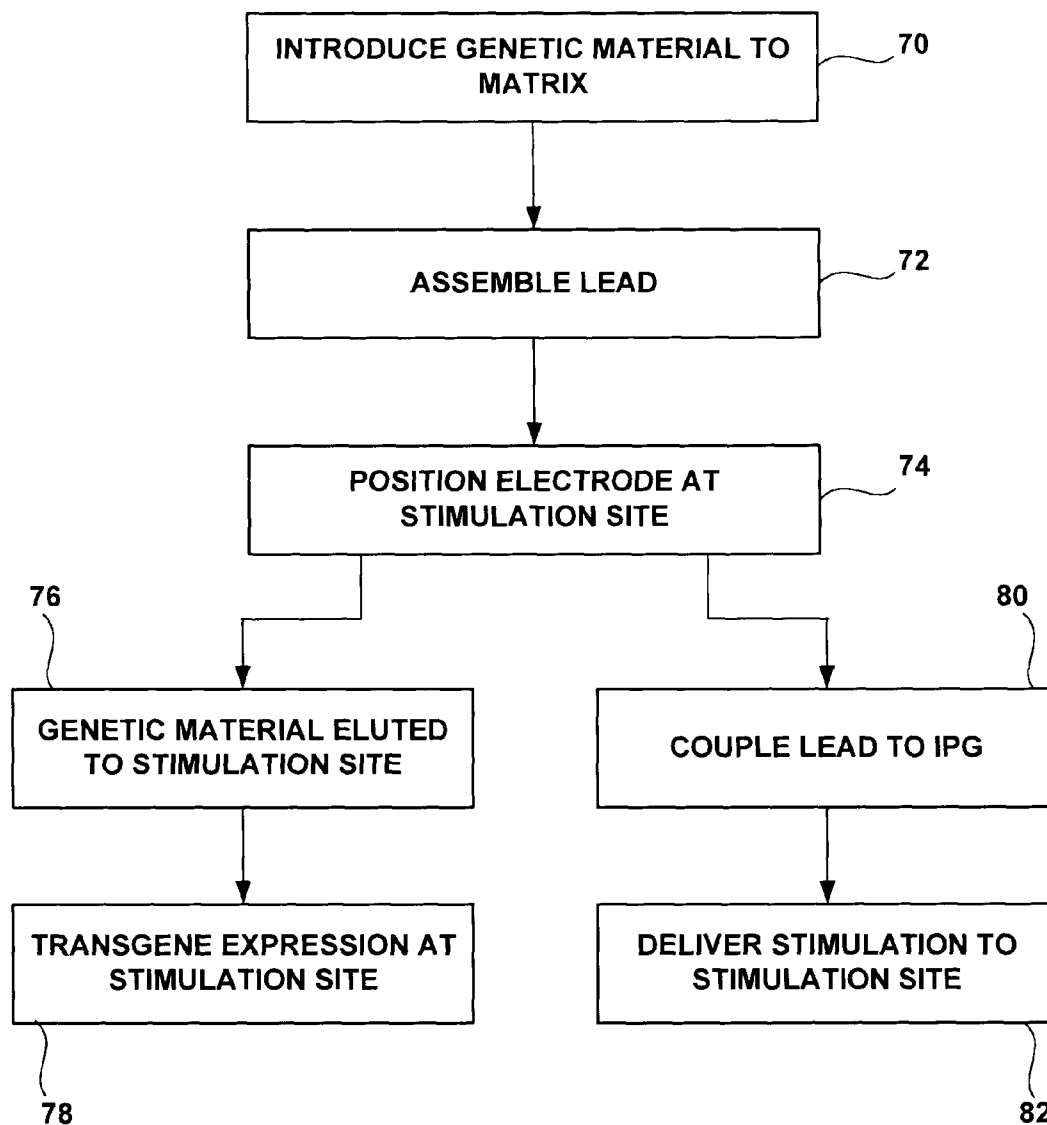 INTRODUCE GENETIC MATERIAL TO
MATRIX
70
ASSEMBLE LEAD
72
POSITION ELECTRODE AT
STIMULATION SITE
74
76
GENETIC MATERIAL ELUTED
TO STIMULATION SITE
80
COUPLE LEAD TO IPG
TRANSGENE EXPRESSION AT
STIMULATION SITE
78
DELIVER STIMULATION TO
STIMULATION SITE
82